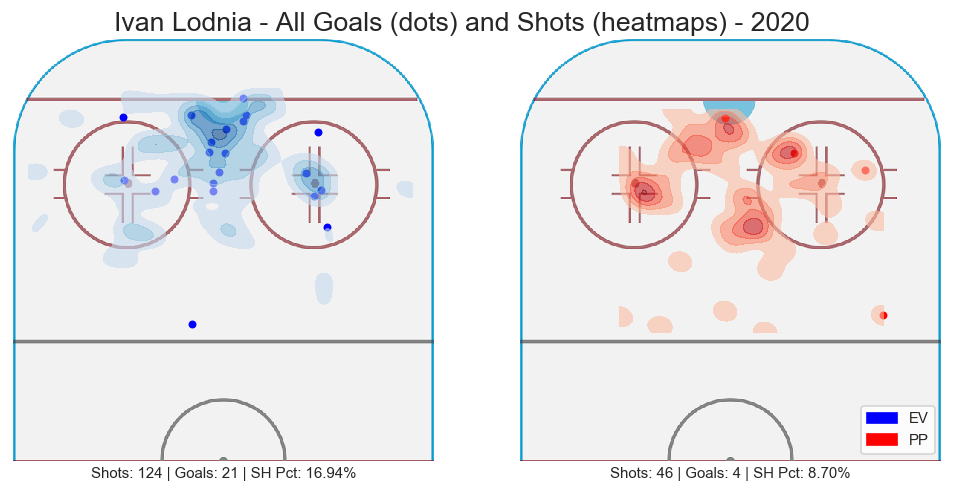 Ivan Lodnia - All Goals (dots) and Shots (heatmaps) - 2020
EV
PP
Shots: 124 | Goals: 21 | SH Pct: 16.94%
Shots: 46 | Goals: 4 | SH Pct: 8.70%